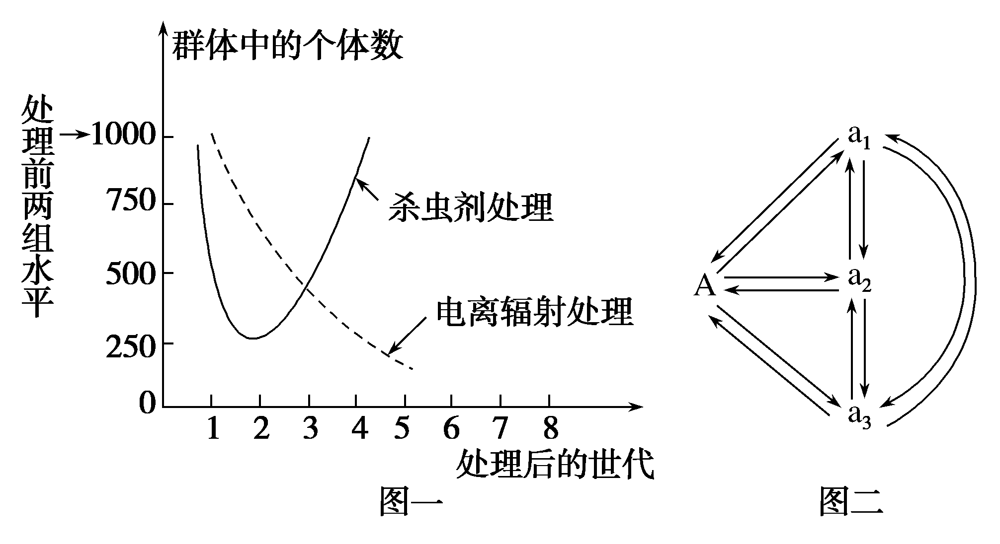 群体中的个体数
处理前两组水平
1000
750
500
250
0
杀虫剂处理
电离辐射处理
1 2 3 4 5 6 7 8
处理后的世代
图一
a₁
A
a₂
a₃
图二